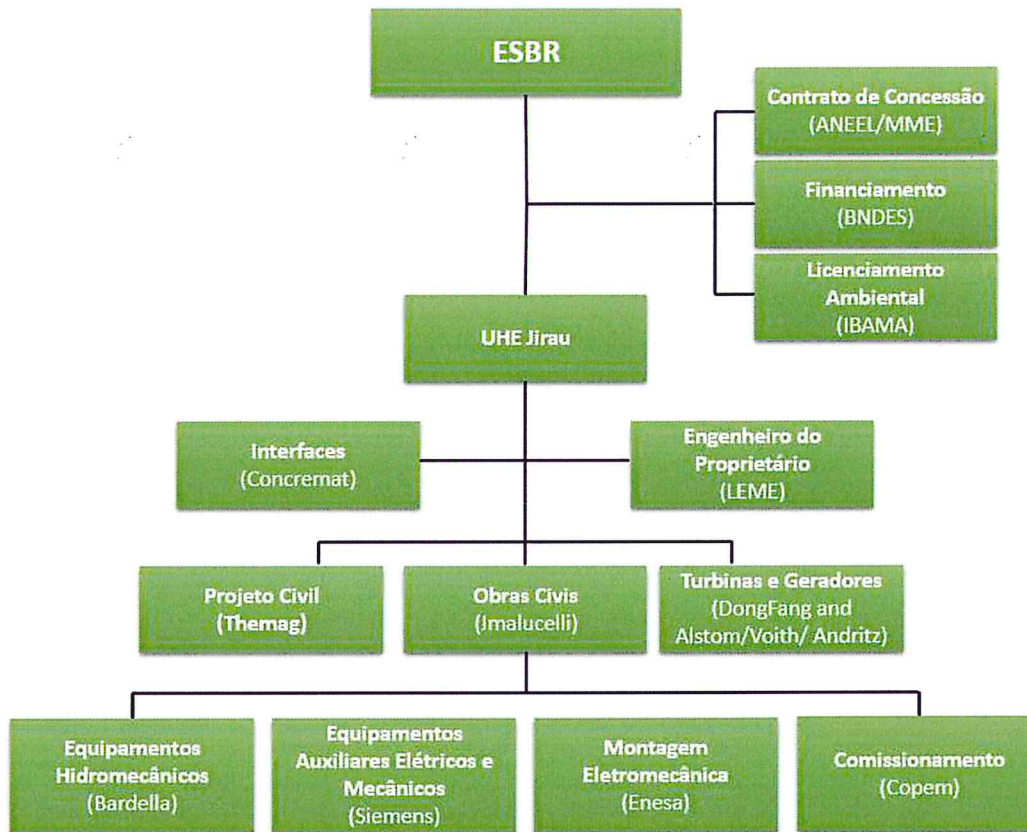 ESBR
Contrato de Concessão
(ANEEL/MME)
Financiamento
(BNDES)
Licenciamento
Ambiental
(IBAMA)
UHE Jirau
Interfaces
(Concremat)
Engenheiro do
Proprietário
(LEME)
Projeto Civil
(Themag)
Obras Civis
(Jmalucelli)
Turbinas e Geradores
(DongFang and
Alstom/Voith/ Andritz)
Equipamentos
Hidromecânicos
(Bardella)
Equipamentos
Auxiliares Elétricos e
Mecânicos
(Siemens)
Montagem
Eletromecânica
(Enesa)
Comissionamento
(Copem)